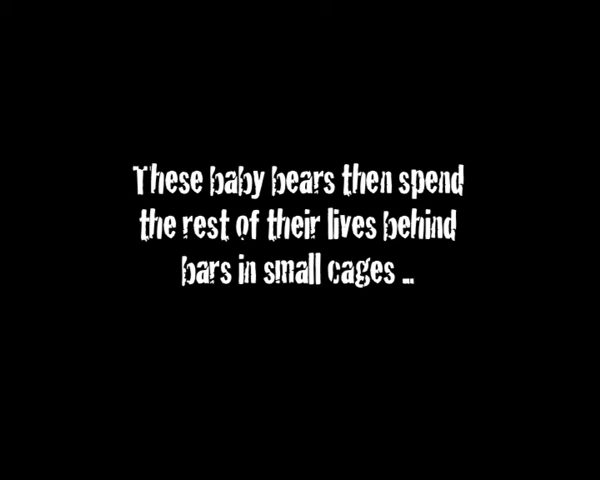 These baby bears then spend
the rest of their lives behind
bars in small cages ...